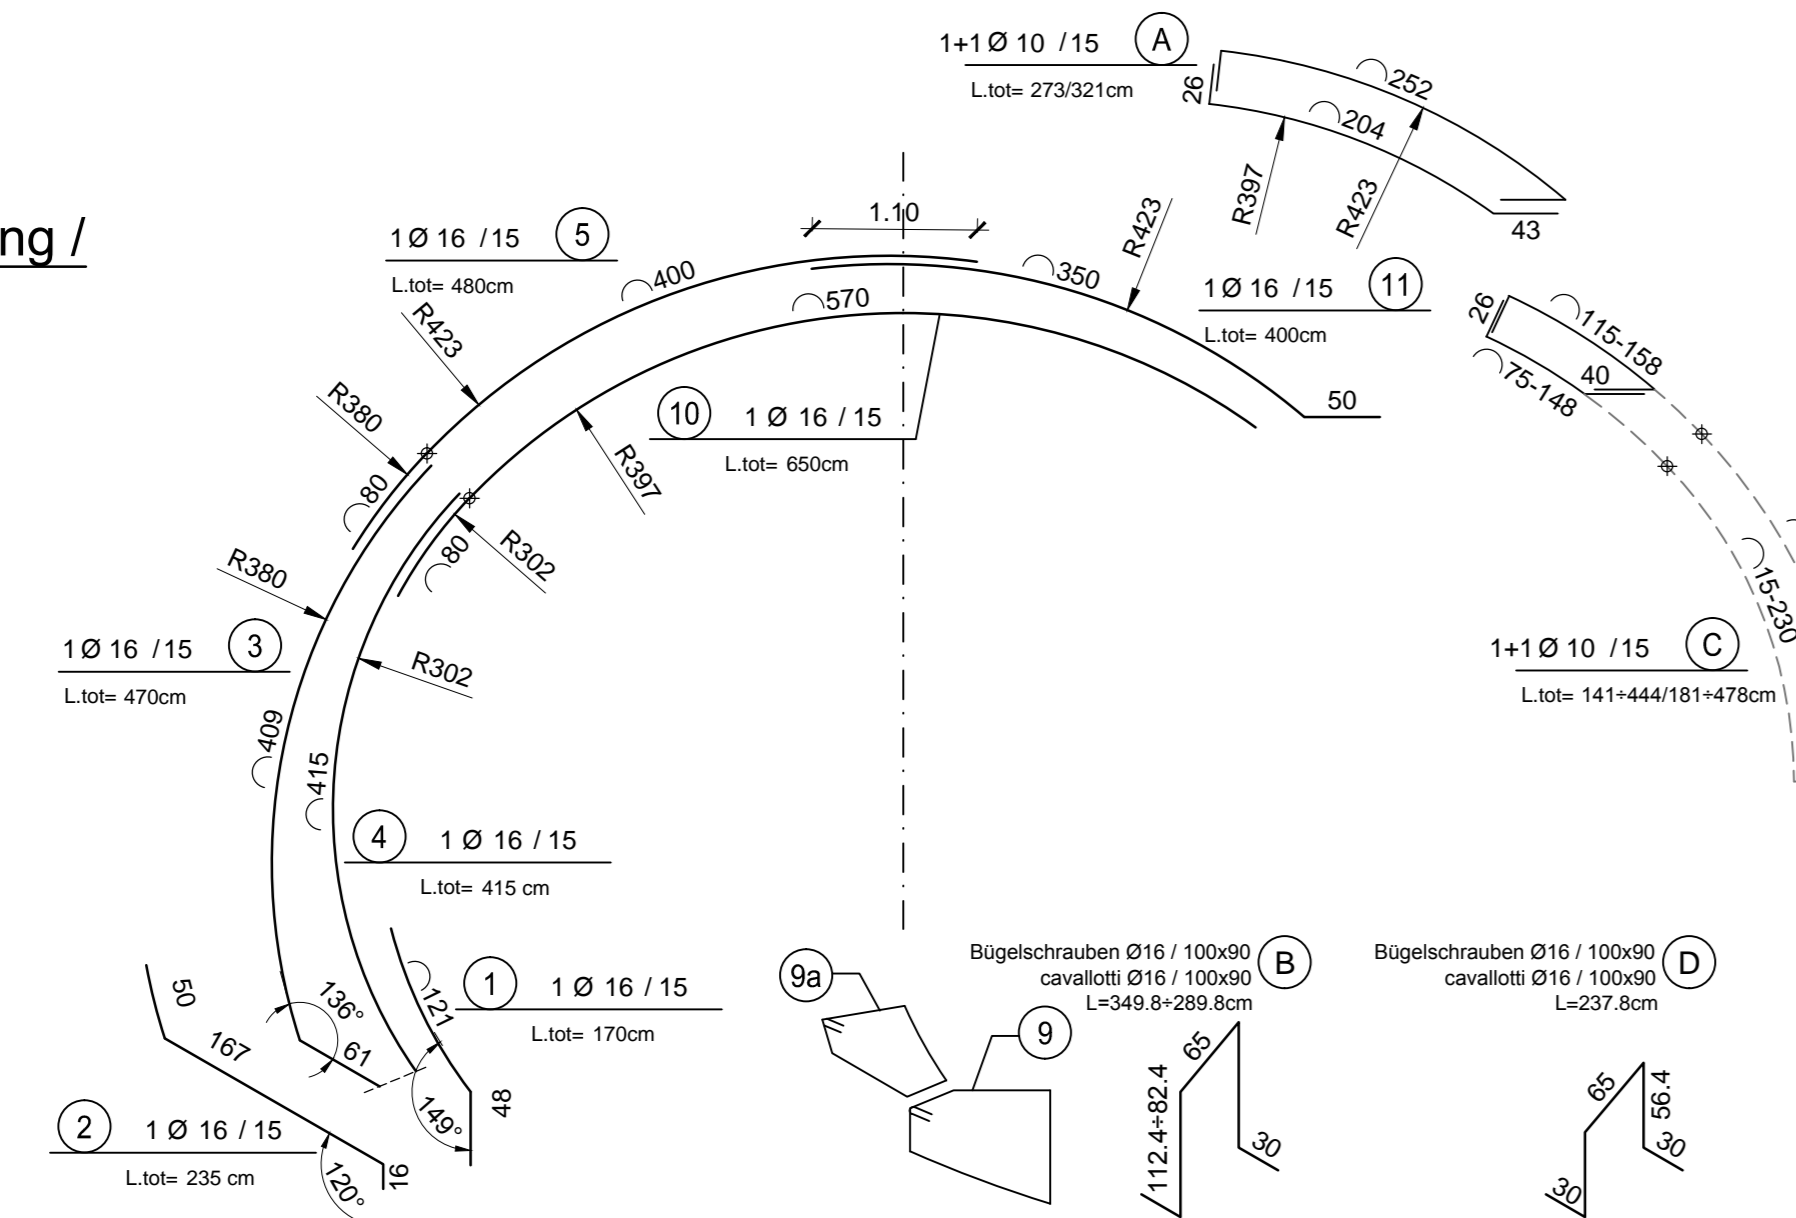 ng /
1+1 Ø 10 /15 A
L.tot= 273/321cm
26
252
204
R397
R423
43
1 Ø 16 /15 5
L.tot= 480cm
400
1.10
R423
350
570
1 Ø 16 /15 11
L.tot= 400cm
50
26
115-158
40
75-148
R423
R380
80
10 1 Ø 16 /15
L.tot= 650cm
R397
R302
80
R380
R302
1 Ø 16 /15 3
L.tot= 470cm
409
415
15-230
1+1 Ø 10 /15 C
L.tot= 141÷444/181÷478cm
4 1 Ø 16 /15
L.tot= 415 cm
50
136°
61
167
121
1 1 Ø 16 /15
L.tot= 170cm
48
149°
2 1 Ø 16 /15
L.tot= 235 cm
120°
16
9a
9
Bügelschrauben Ø16 / 100x90 B
cavallotti Ø16 / 100x90
L=349.8÷289.8cm
65
112.4÷82.4
30
Bügelschrauben Ø16 / 100x90 D
cavallotti Ø16 / 100x90
L=237.8cm
65
56.4
30
30